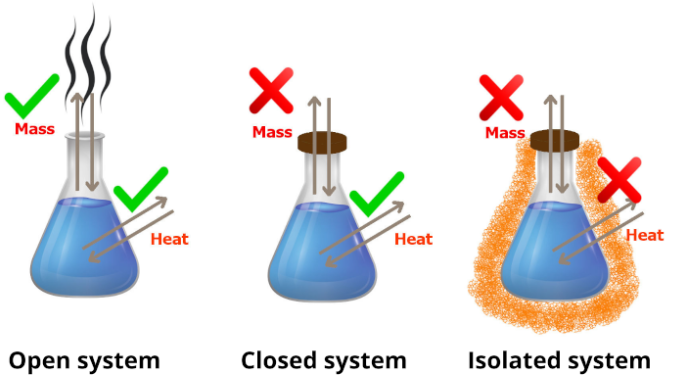 Mass
Heat
Open system
Mass
Heat
Closed system
Mass
Heat
Isolated system